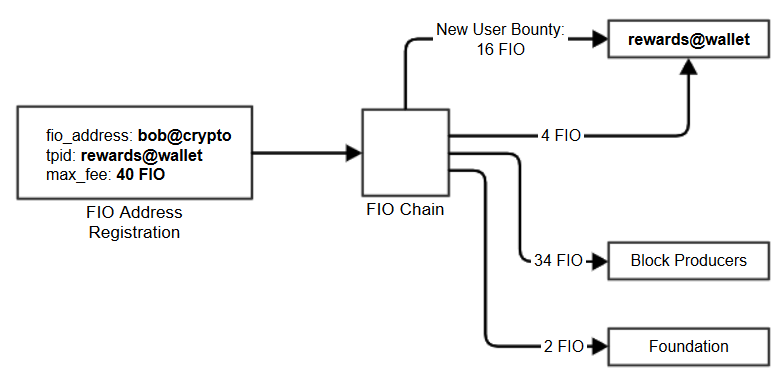 New User Bounty:
16 FIO
rewards@wallet
fio_address: bob@crypto
tpid: rewards@wallet
max_fee: 40 FIO
4 FIO
FIO Address
Registration
FIO Chain
34 FIO
Block Producers
2 FIO
Foundation